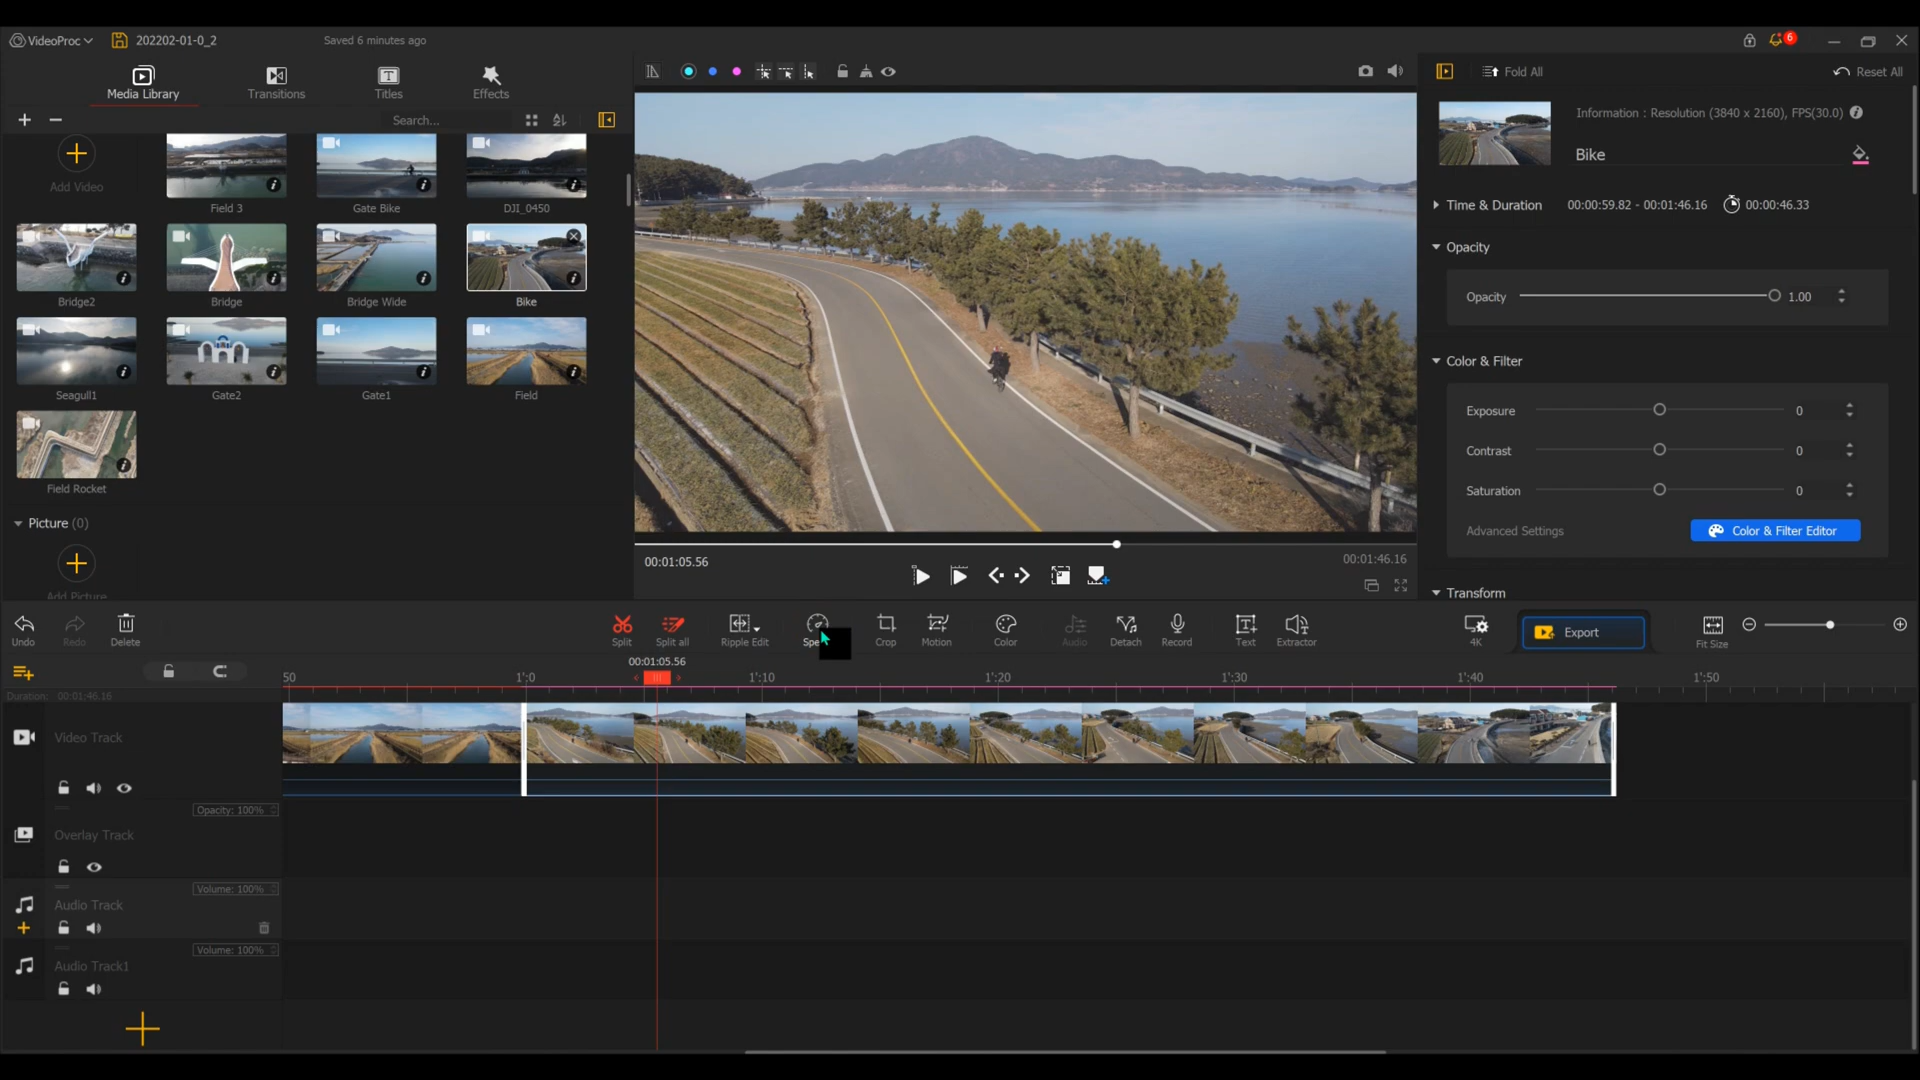 VideoProc
202202-01-0_2
Saved 6 minutes ago
6
Media Library
Transitions
Titles
Effects
Fold All
Reset All
Search...
Add Video
Field 3
Gate Bike
DJI_0450
Bridge2
Bridge
Bridge Wide
Bike
Seagull1
Gate2
Gate1
Field
Field Rocket
Picture (0)
Add Picture
Information : Resolution (3840 x 2160), FPS(30.0)
Bike
Time & Duration
00:00:59.82 - 00:01:46.16
00:00:46.33
Opacity
Opacity
1.00
Color & Filter
Exposure
0
Contrast
0
Saturation
0
Advanced Settings
Color & Filter Editor
Transform
00:01:05.56
00:01:46.16
Undo
Redo
Delete
Split
Split all
Ripple Edit
Crop
Motion
Color
Audio
Detach
Record
Text
Extractor
4K
Export
Fit Size
00:01:05.56
50
1':0
1':10
1':20
1':30
1':40
1':50
Duration: 00:01:46.16
Video Track
Opacity: 100%
Overlay Track
Volume: 100%
Audio Track
Volume: 100%
Audio Track1